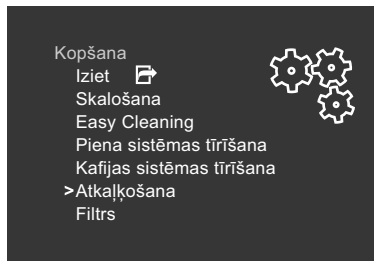 Kopšana
Iziet
Skalošana
Easy Cleaning
Piena sistēmas tīrīšana
Kafijas sistēmas tīrīšana
>Atkaļķošana
Filtrs